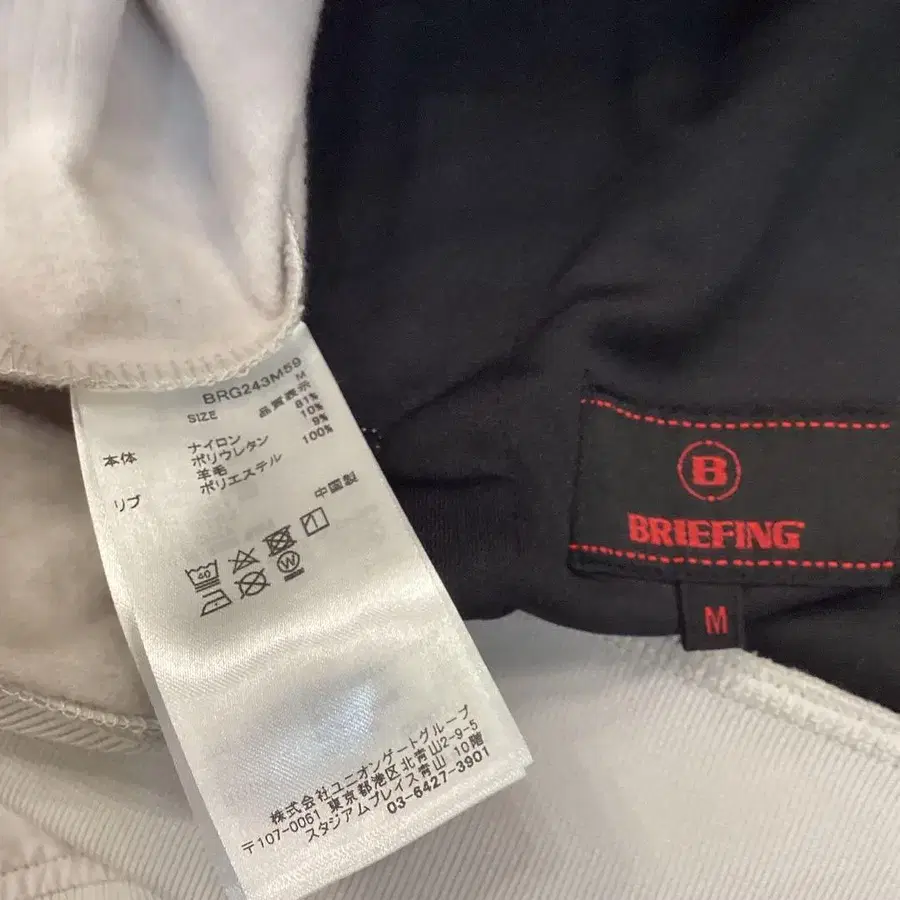 BRG243M59
SIZE M
品質表示
本体 ナイロン 81%
ポリウレタン 10%
羊毛 9%
リブ ポリエステル 100%
中国製
40
W
株式会社ユニオンゲートグループ
〒107-0061 東京都港区北青山2-9-5
スタジアムプレイス青山 10階
03-6427-3901
B
BRIEFING
M